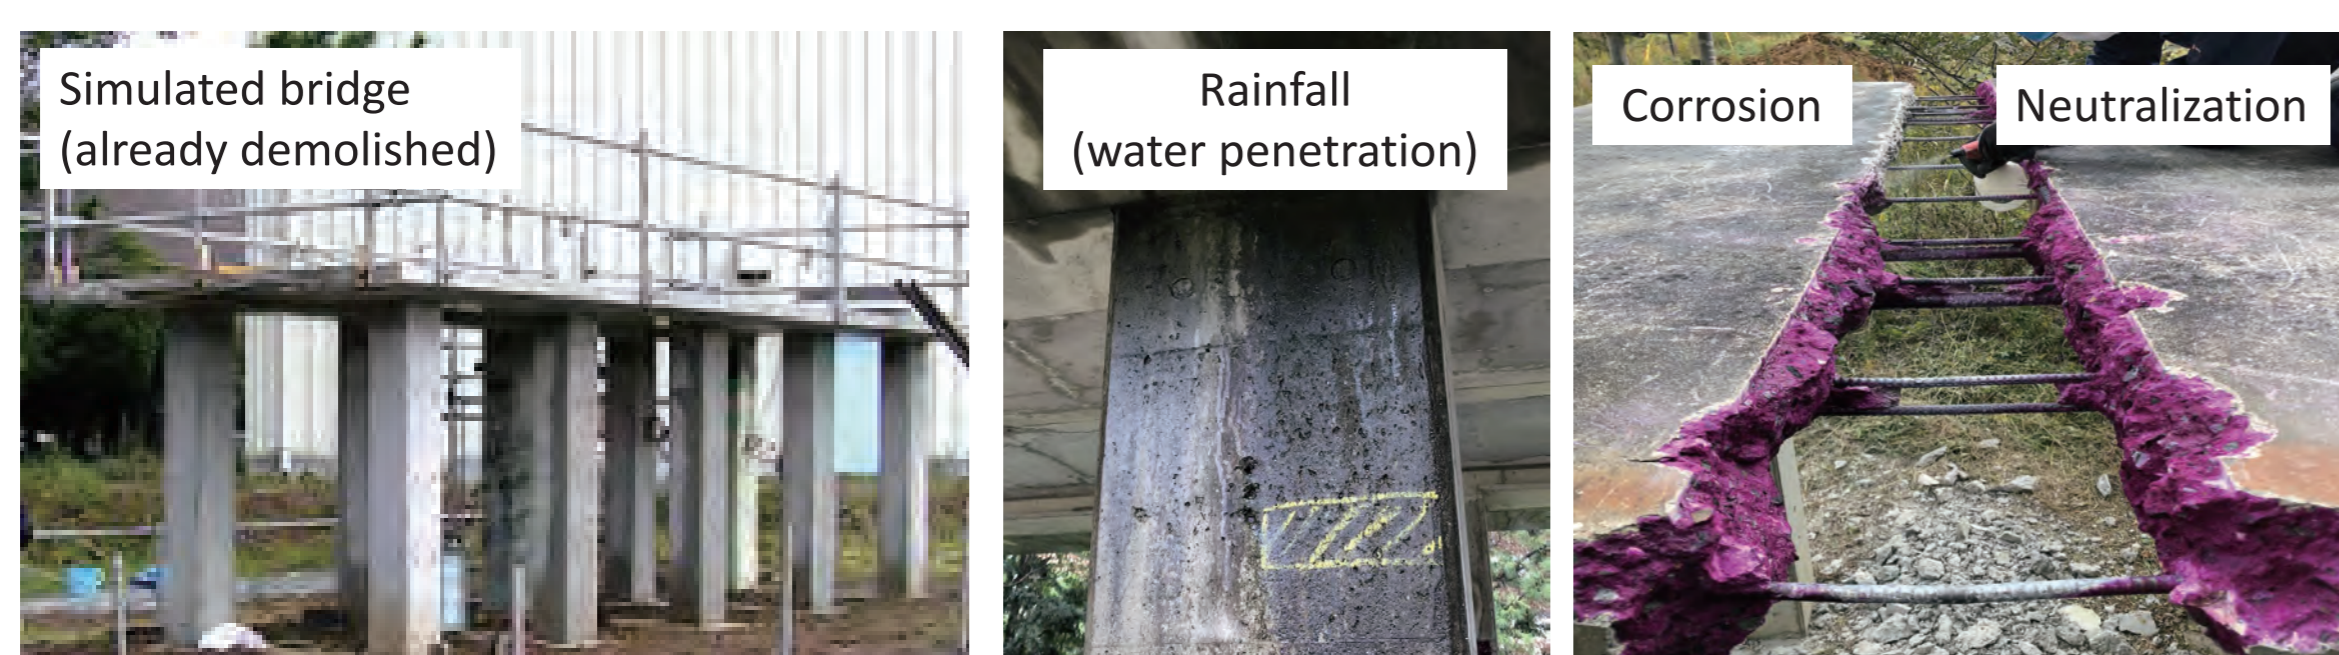 Simulated bridge
(already demolished)
Rainfall
(water penetration)
Corrosion
Neutralization